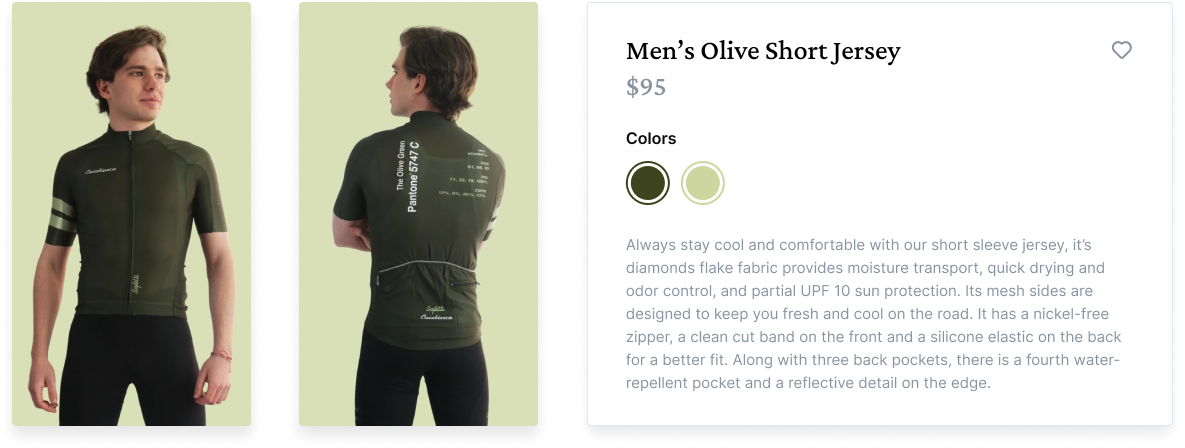 Casabianca
Safetti
The Olive Green
Pantone 5747 C
Safetti
Casabianca
Men’s Olive Short Jersey
$95
Colors
Always stay cool and comfortable with our short sleeve jersey, it’s
diamonds flake fabric provides moisture transport, quick drying and
odor control, and partial UPF 10 sun protection. Its mesh sides are
designed to keep you fresh and cool on the road. It has a nickel-free
zipper, a clean cut band on the front and a silicone elastic on the back
for a better fit. Along with three back pockets, there is a fourth water-
repellent pocket and a reflective detail on the edge.